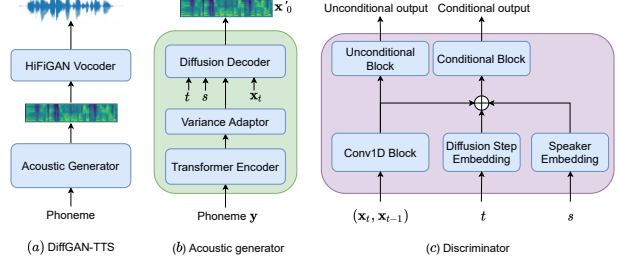 HiFiGAN Vocoder
Acoustic Generator
Phoneme
(a) DiffGAN-TTS
x'₀
Diffusion Decoder
t s xₜ
Variance Adaptor
Transformer Encoder
Phoneme y
(b) Acoustic generator
Unconditional output Conditional output
Unconditional Block
Conditional Block
Conv1D Block
Diffusion Step Embedding
Speaker Embedding
(xₜ, xₜ₋₁) t s
(c) Discriminator